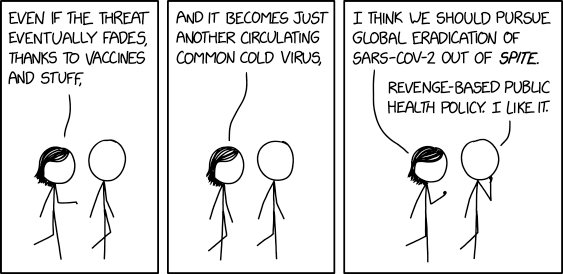 EVEN IF THE THREAT
EVENTUALLY FADES,
THANKS TO VACCINES
AND STUFF,
AND IT BECOMES JUST
ANOTHER CIRCULATING
COMMON COLD VIRUS,
I THINK WE SHOULD PURSUE
GLOBAL ERADICATION OF
SARS-COV-2 OUT OF SPITE.
REVENGE-BASED PUBLIC
HEALTH POLICY. I LIKE IT.